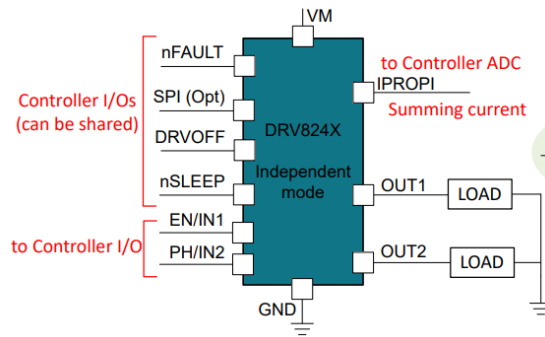 VM
nFAULT
to Controller ADC
IPROPI
Controller I/Os
(can be shared)
SPI (Opt)
Summing current
DRV824X
DRVOFF
Independent
mode
nSLEEP
OUT1
LOAD
EN/IN1
to Controller I/O
PH/IN2
OUT2
LOAD
GND